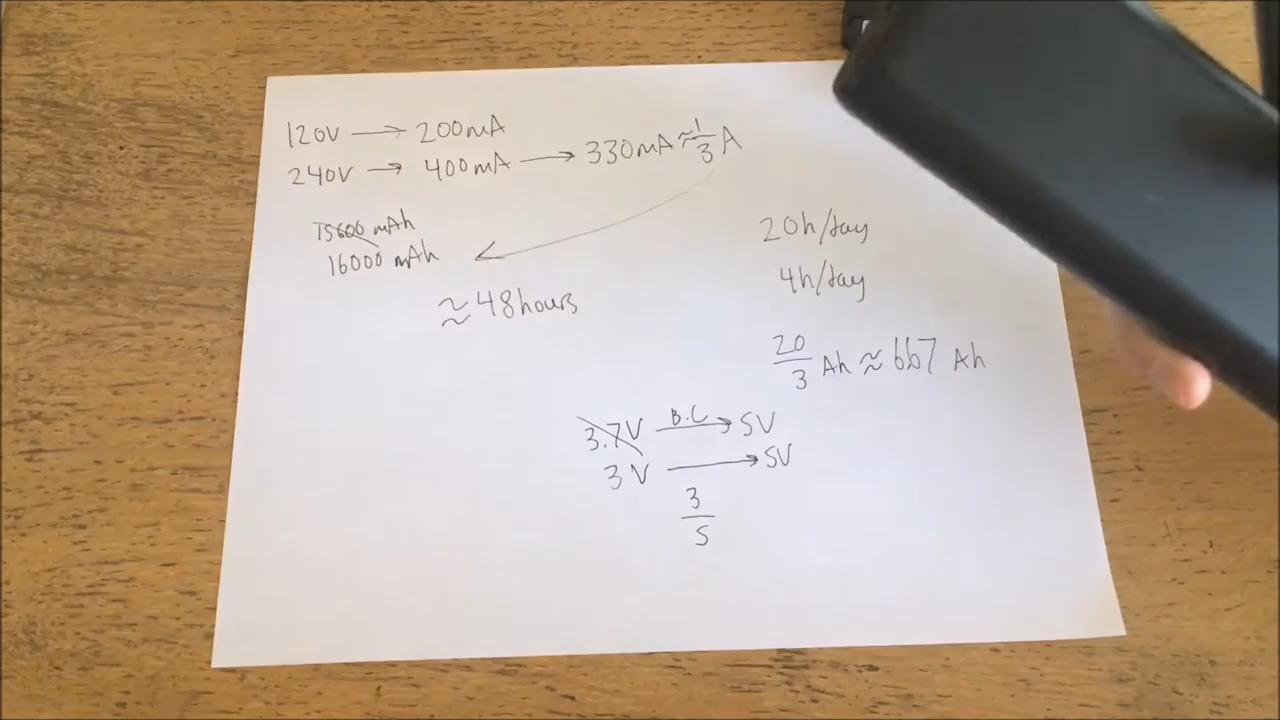 120V → 200mA
240V → 400mA → 330mA ≈ 1/3 A
15600 mAh
16000 mAh
≈ 48hours
20h/day
4h/day
20/3 Ah ≈ 6.67 Ah
3.7V B.C → 5V
3V → 5V
3/5